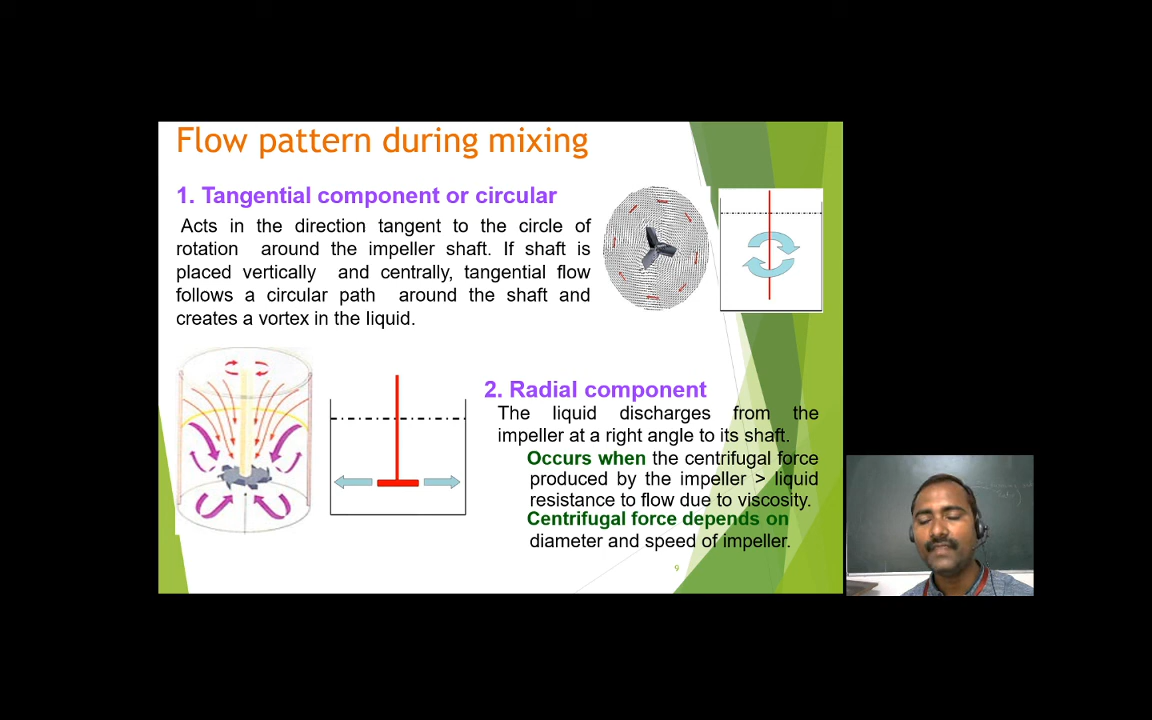 Flow pattern during mixing
1. Tangential component or circular
Acts in the direction tangent to the circle of
rotation around the impeller shaft. If shaft is
placed vertically and centrally, tangential flow
follows a circular path around the shaft and
creates a vortex in the liquid.
2. Radial component
The liquid discharges from the
impeller at a right angle to its shaft.
Occurs when the centrifugal force
produced by the impeller > liquid
resistance to flow due to viscosity.
Centrifugal force depends on
diameter and speed of impeller.
9